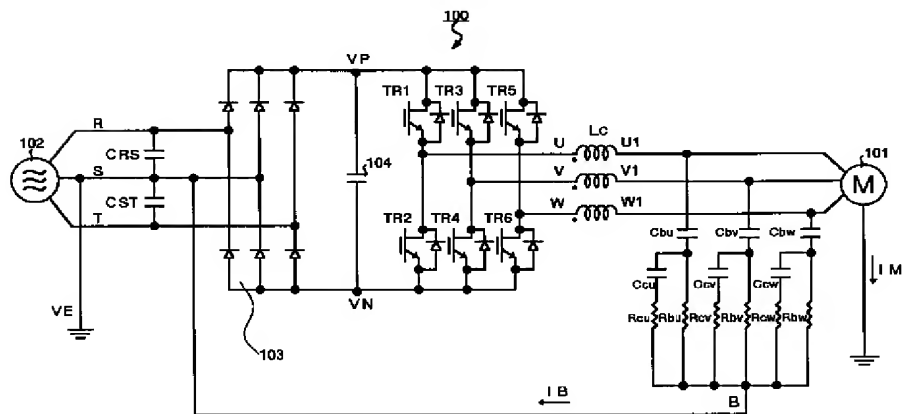 100
VP
TR1 TR3 TR5
R
102
CRS
104
U Lc U1
101
S
V V1
M
CST
W W1
T
TR2 TR4 TR6
Cbu Cbv Cbw
IM
Ccu Ccv Ccw
VE
VN
Rcu Rbu Rcv Rbv Rcw Rbw
103
IB
B